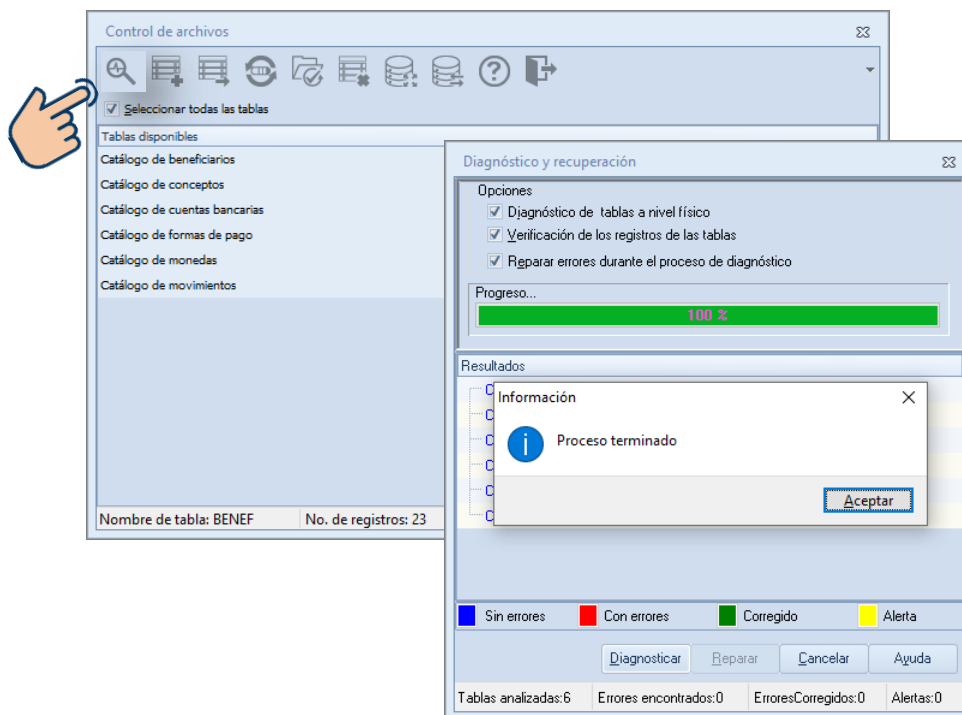 Control de archivos
Seleccionar todas las tablas
Tablas disponibles
Catálogo de beneficiarios
Catálogo de conceptos
Catálogo de cuentas bancarias
Catálogo de formas de pago
Catálogo de monedas
Catálogo de movimientos
Nombre de tabla: BENEF No. de registros: 23
Diagnóstico y recuperación
Opciones
Diagnóstico de tablas a nivel físico
Verificación de los registros de las tablas
Reparar errores durante el proceso de diagnóstico
Progreso...
100 %
Resultados
Información
Proceso terminado
Aceptar
Sin errores Con errores Corregido Alerta
Diagnosticar Reparar Cancelar Ayuda
Tablas analizadas:6 Errores encontrados:0 ErroresCorregidos:0 Alertas:0